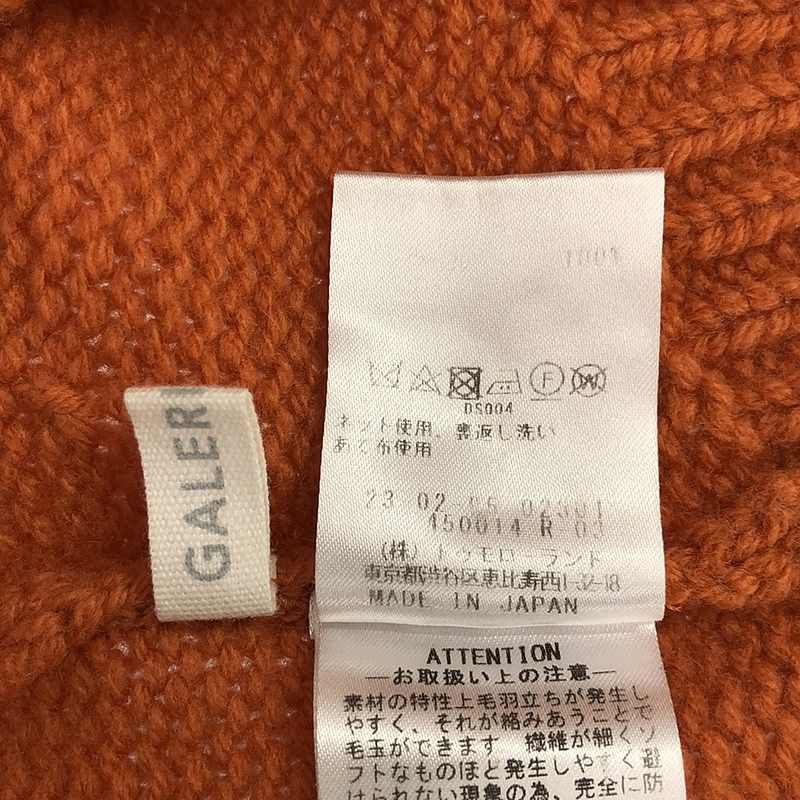 GALER
100%
F W
DS004
ネット使用、裏返し洗い
あて布使用
23 02
450014 R 03
(株) トゥモローランド
東京都渋谷区恵比寿西1-32-18
MADE IN JAPAN
ATTENTION
―お取扱い上の注意―
素材の特性上毛羽立ちが発生し
やすく、それが絡みあうことで
毛玉ができます 繊維が細くソ
フトなものほど発生しやすく避
けられない現象の為、完全に防